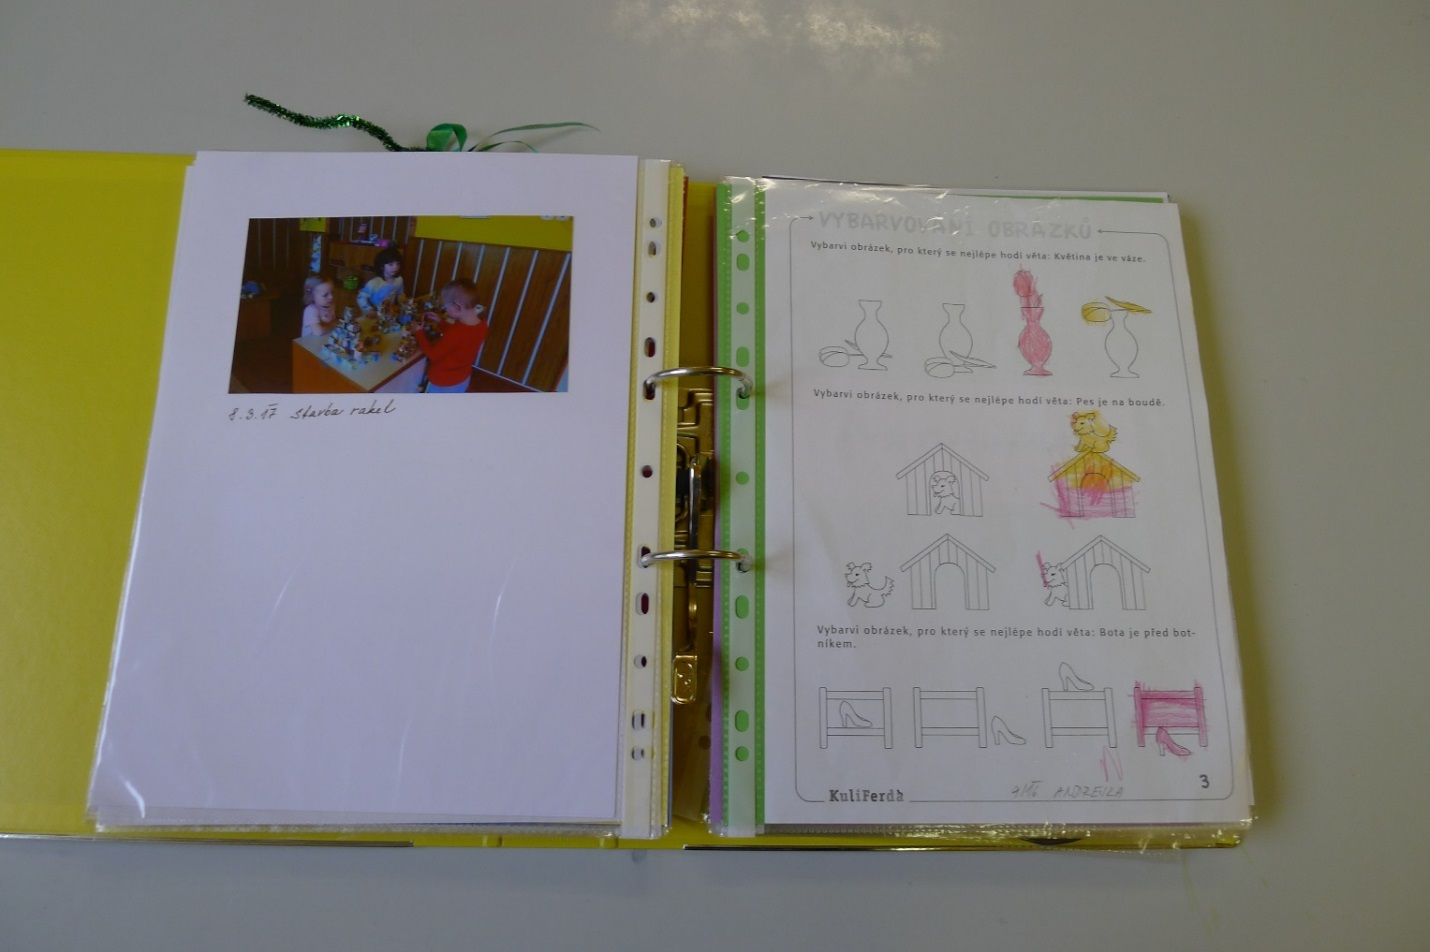 8.3.17 stavba raket
VYBARVOVÁNÍ OBRÁZKŮ
Vybarvi obrázek, pro který se nejlépe hodí věta: Květina je ve váze.
Vybarvi obrázek, pro který se nejlépe hodí věta: Pes je na boudě.
Vybarvi obrázek, pro který se nejlépe hodí věta: Bota je před bot-
níkem.
KuliFerda
ANDREJKA
3